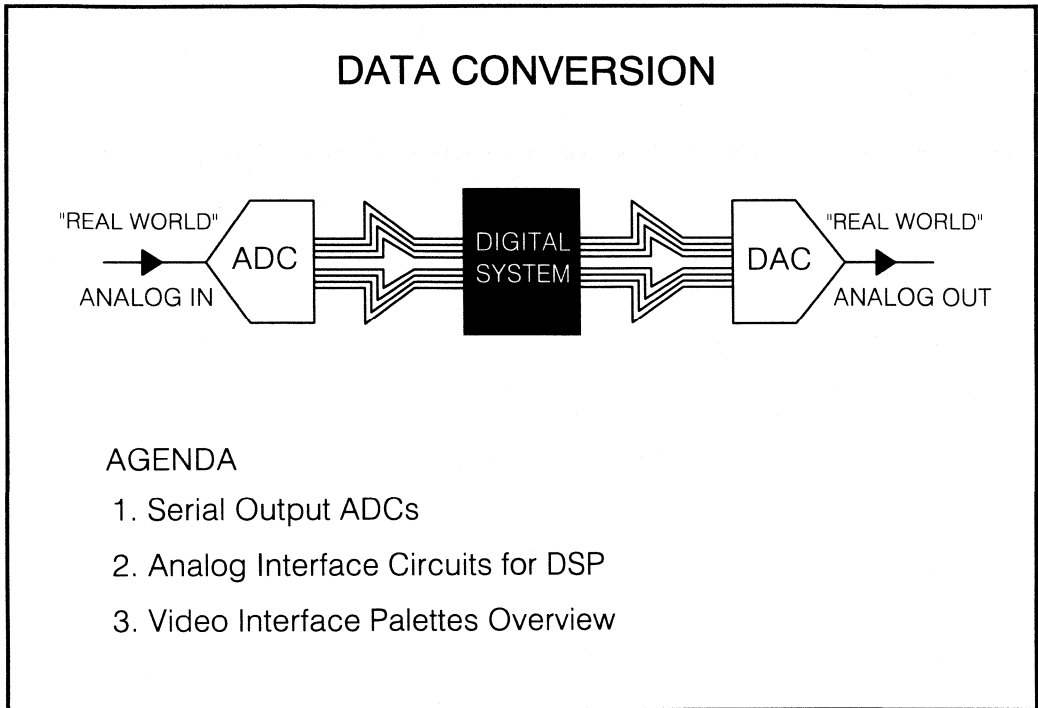 DATA CONVERSION
"REAL WORLD"
ANALOG IN
ADC
DIGITAL
SYSTEM
DAC
"REAL WORLD"
ANALOG OUT
AGENDA
1. Serial Output ADCs
2. Analog Interface Circuits for DSP
3. Video Interface Palettes Overview